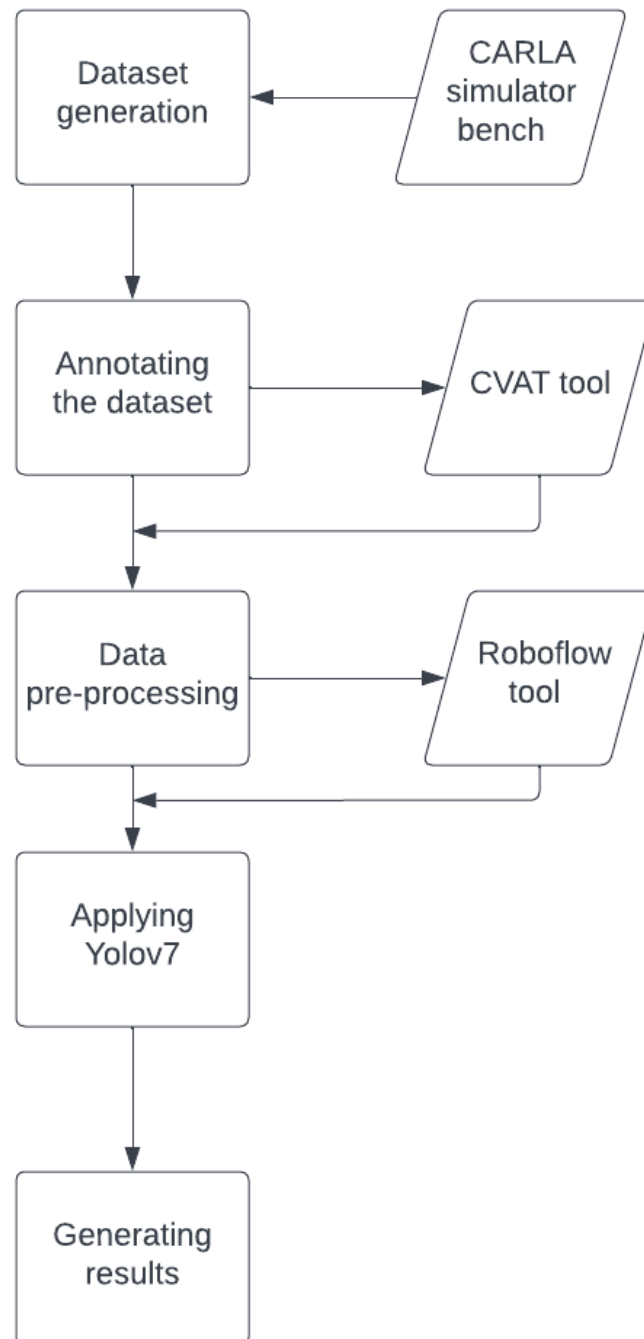 Dataset
generation
CARLA
simulator
bench
Annotating
the dataset
CVAT tool
Data
pre-processing
Roboflow
tool
Applying
Yolov7
Generating
results